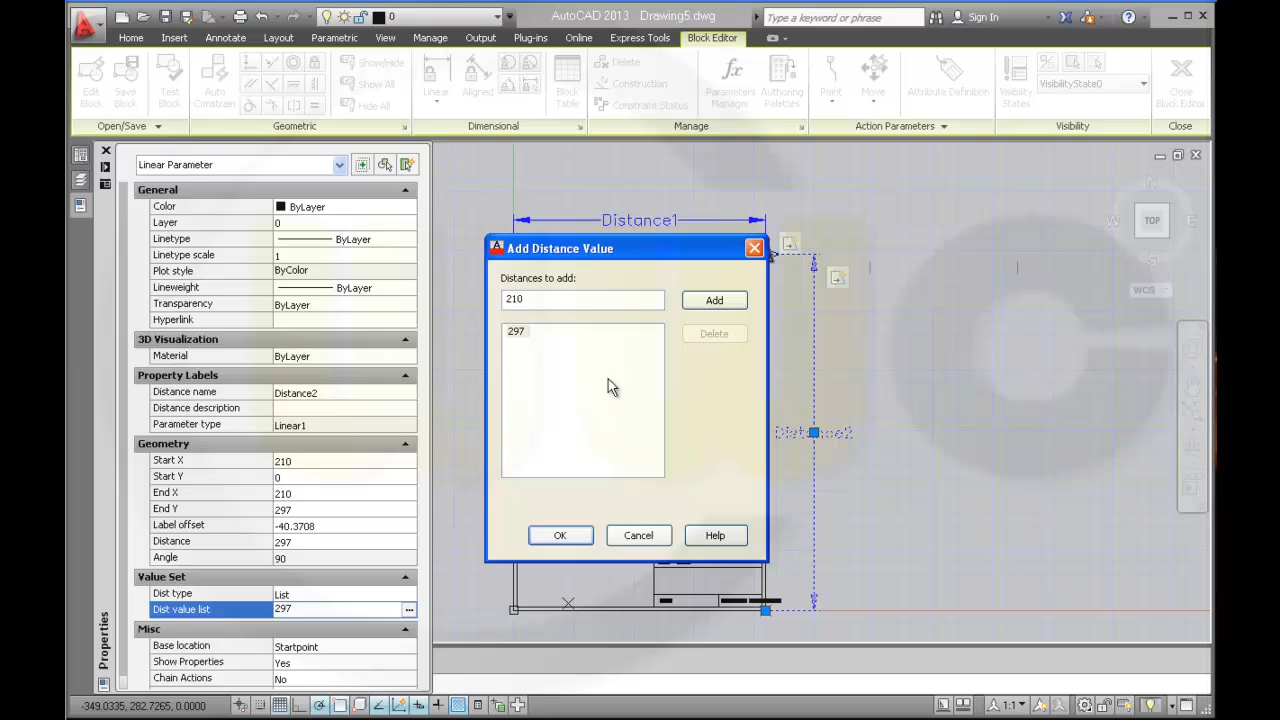 0
AutoCAD 2013 Drawing5.dwg
Type a keyword or phrase
Sign In
Home Insert Annotate Layout Parametric View Manage Output Plug-ins Online Express Tools Block Editor
Edit Block
Save Block
Test Block
Auto Constrain
Show/Hide
Show All
Hide All
Linear
Aligned
Block Table
Delete
Construction
Constraint Status
Parameters Manager
Authoring Palettes
Point
Move
Attribute Definition
Visibility States
VisibilityState0
Close Block Editor
Open/Save Geometric Dimensional Manage Action Parameters Visibility Close
Linear Parameter
General
Color ByLayer
Layer 0
Linetype ByLayer
Linetype scale 1
Plot style ByColor
Lineweight ByLayer
Transparency ByLayer
Hyperlink
3D Visualization
Material ByLayer
Property Labels
Distance name Distance2
Distance description
Parameter type Linear1
Geometry
Start X 210
Start Y 0
End X 210
End Y 297
Label offset -40.3708
Distance 297
Angle 90
Value Set
Dist type List
Dist value list 297 ...
Misc
Base location Startpoint
Show Properties Yes
Chain Actions No
Properties
Distance1
Add Distance Value
Distances to add:
210
Add
297
Delete
OK Cancel Help
Distance2
N
W TOP E
S
WCS
-349.0335, 282.7265, 0.0000
1:1